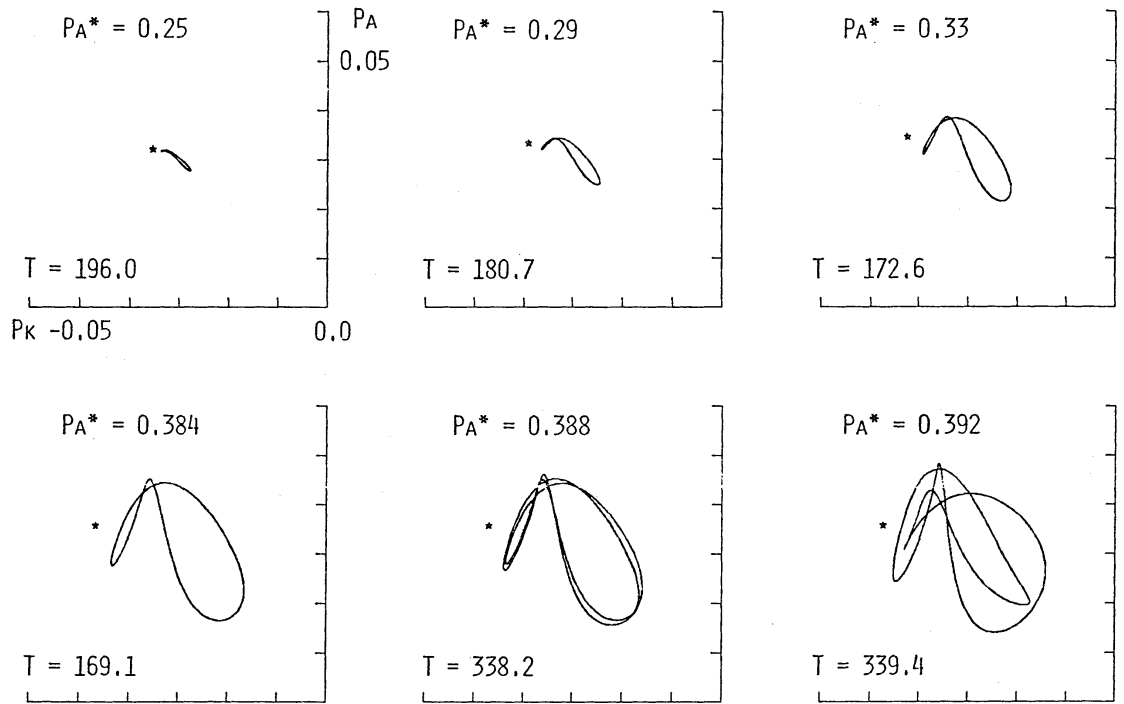 PA* = 0.25
PA
0.05
T = 196.0
PK -0.05
0.0
PA* = 0.29
T = 180.7
PA* = 0.33
T = 172.6
PA* = 0.384
T = 169.1
PA* = 0.388
T = 338.2
PA* = 0.392
T = 339.4